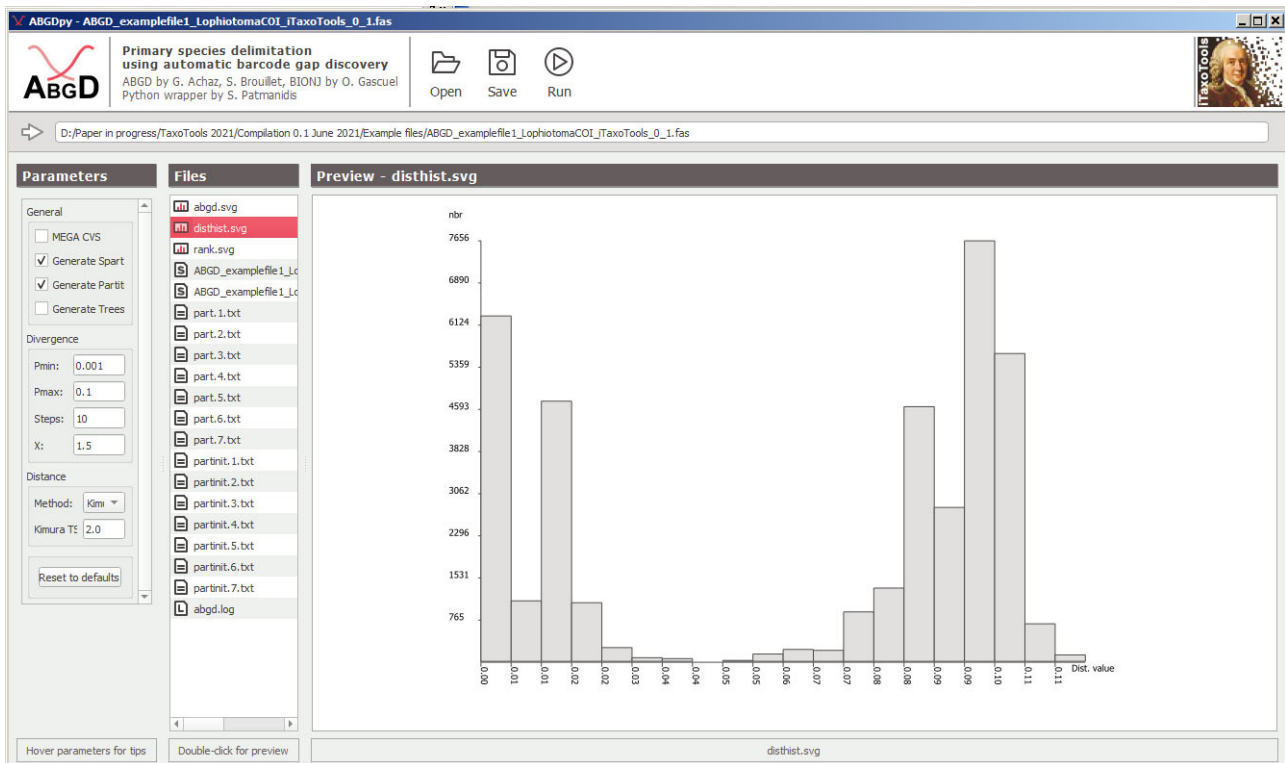 ABGDpy - ABGD_examplefile1_LophiotomaCOI_iTaxoTools_0_1.fas
ABGD
Primary species delimitation
using automatic barcode gap discovery
ABGD by G. Achaz, S. Brouillet, BIONJ by O. Gascuel
Python wrapper by S. Patmanidis
Open
Save
Run
iTaxoTools
D:/Paper in progress/TaxoTools 2021/Compilation 0.1 June 2021/Example files/ABGD_examplefile1_LophiotomaCOI_iTaxoTools_0_1.fas
Parameters
General
MEGA CVS
Generate Spart
Generate Partit
Generate Trees
Divergence
Pmin: 0.001
Pmax: 0.1
Steps: 10
X: 1.5
Distance
Method: Kim
Kimura TS 2.0
Reset to defaults
Hover parameters for tips
Files
abgd.svg
disthist.svg
rank.svg
ABGD_examplefile1_Lo
ABGD_examplefile1_Lo
part.1.txt
part.2.txt
part.3.txt
part.4.txt
part.5.txt
part.6.txt
part.7.txt
partinit.1.txt
partinit.2.txt
partinit.3.txt
partinit.4.txt
partinit.5.txt
partinit.6.txt
partinit.7.txt
abgd.log
Double-click for preview
Preview - disthist.svg
nbr
7656
6890
6124
5359
4593
3828
3062
2296
1531
765
0.00
0.01
0.01
0.02
0.02
0.03
0.04
0.04
0.05
0.05
0.06
0.07
0.07
0.08
0.08
0.09
0.09
0.10
0.11
0.11
Dist. value
disthist.svg